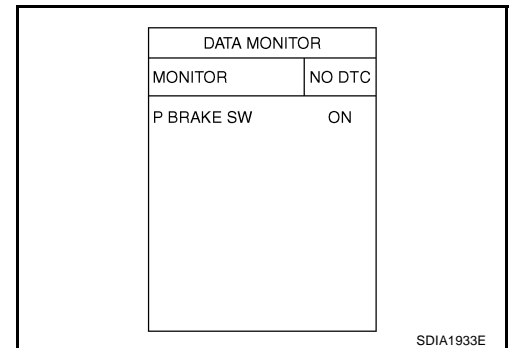 DATA MONITOR
MONITOR NO DTC
P BRAKE SW ON
SDIA1933E